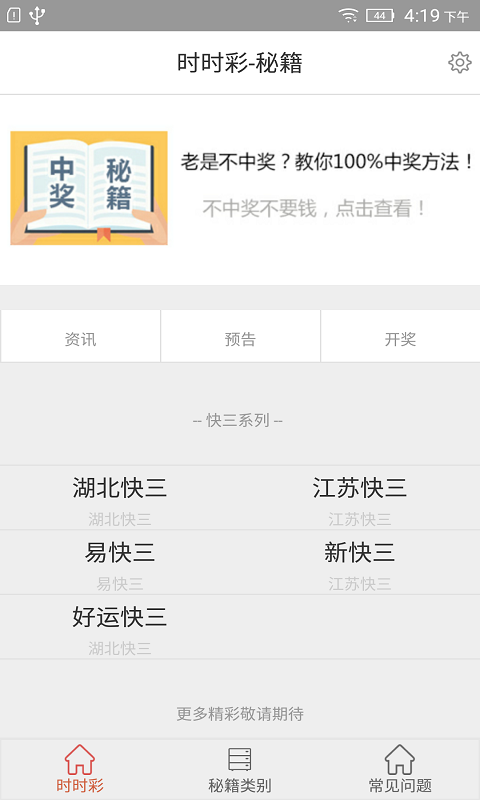 44 4:19 下午
时时彩-秘籍
中奖 秘籍
老是不中奖？教你100%中奖方法！
不中奖不要钱，点击查看！
资讯 预告 开奖
-- 快三系列 --
湖北快三 江苏快三
湖北快三 江苏快三
易快三 新快三
易快三 江苏快三
好运快三
湖北快三
更多精彩敬请期待
时时彩 秘籍类别 常见问题